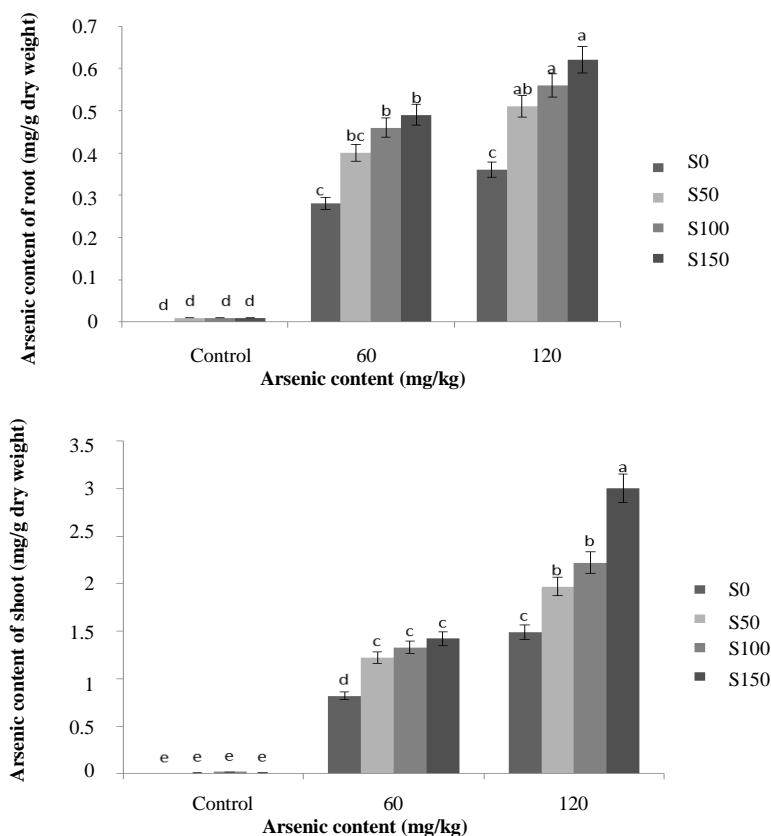 Arsenic content of root (mg/g dry weight)
0.7
0.6
0.5
0.4
0.3
0.2
0.1
0
d d d d
c bc b b
c ab a a
Control 60 120
Arsenic content (mg/kg)
S0
S50
S100
S150
Arsenic content of shoot (mg/g dry weight)
3.5
3
2.5
2
1.5
1
0.5
0
e e e e
d c c c
c b b a
Control 60 120
Arsenic content (mg/kg)
S0
S50
S100
S150